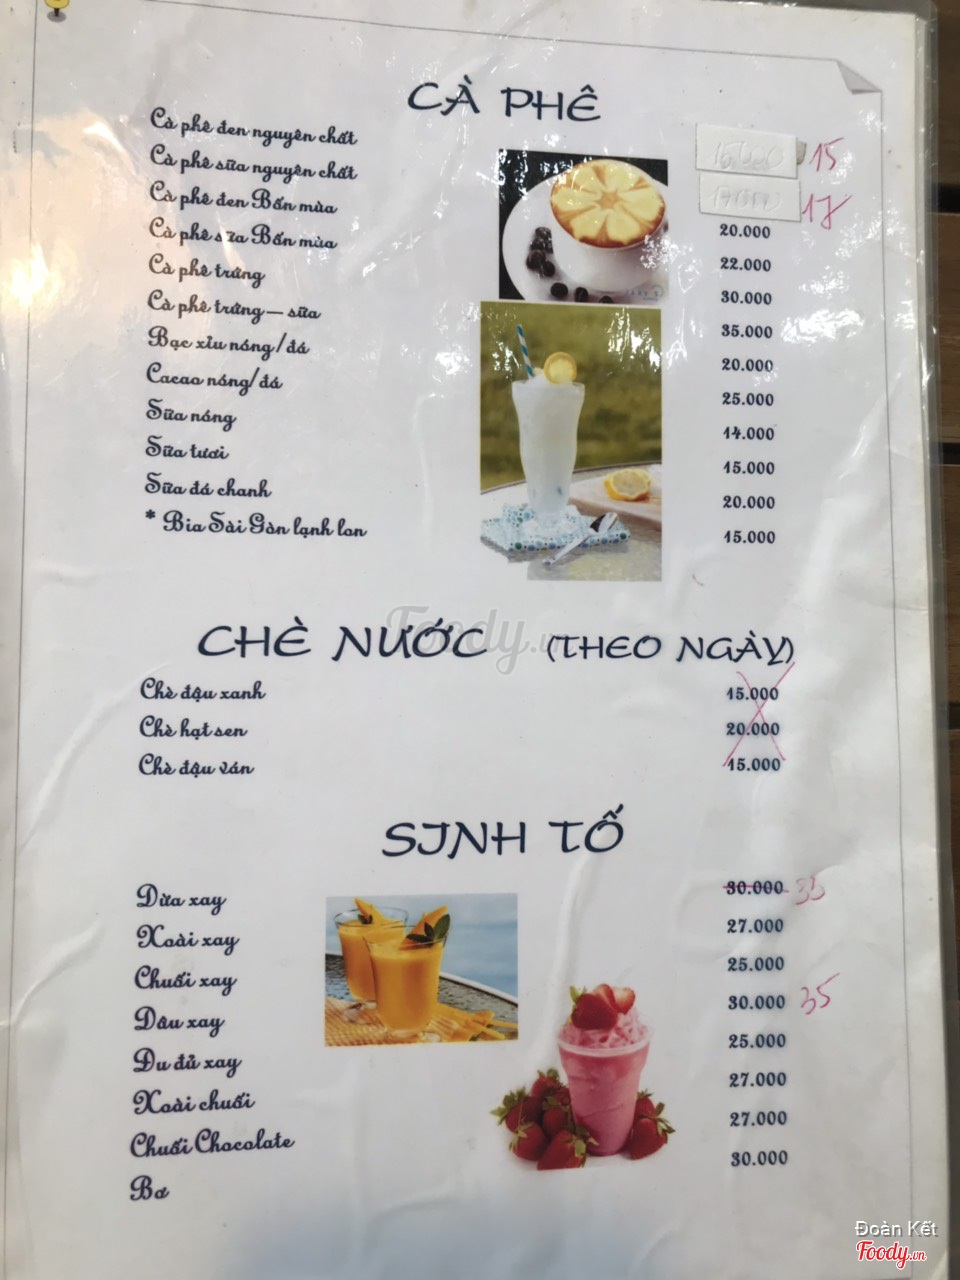 CÀ PHÊ
Cà phê đen nguyên chất 15
Cà phê sữa nguyên chất 17
Cà phê đen Bốn mùa 20.000
Cà phê sữa Bốn mùa 22.000
Cà phê trứng 30.000
Cà phê trứng – sữa 35.000
Bạc xỉu nóng/đá 20.000
Cacao nóng/đá 25.000
Sữa nóng 14.000
Sữa tươi 15.000
Sữa đá chanh 20.000
* Bia Sài Gòn lạnh lon 15.000
CHÈ NƯỚC (THEO NGÀY)
Chè đậu xanh 15.000
Chè hạt sen 20.000
Chè đậu ván 15.000
SINH TỐ
Dừa xay 30.000 35
Xoài xay 27.000
Chuối xay 25.000
Dâu xay 30.000 35
Đu đủ xay 25.000
Xoài chuối 27.000
Chuối Chocolate 27.000
Bơ 30.000
Foody.vn
Đoàn Kết
Foody.vn